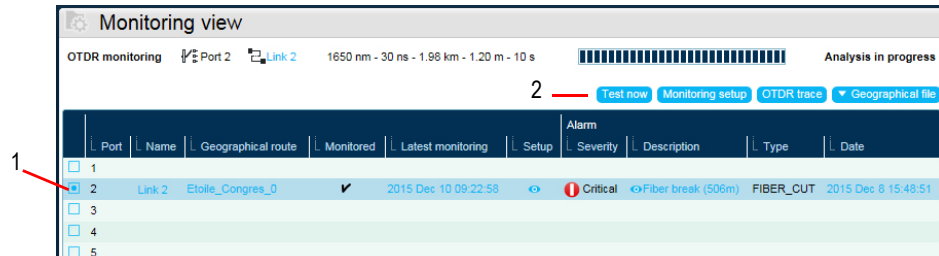 Monitoring view
OTDR monitoring Port 2 Link 2 1650 nm - 30 ns - 1.98 km - 1.20 m - 10 s Analysis in progress
2
Test now Monitoring setup OTDR trace Geographical file
Alarm
Port Name Geographical route Monitored Latest monitoring Setup Severity Description Type Date
1
1
2 Link 2 Etoile_Congres_0 2015 Dec 10 09:22:58 Critical Fiber break (506m) FIBER_CUT 2015 Dec 8 15:48:51
3
4
5